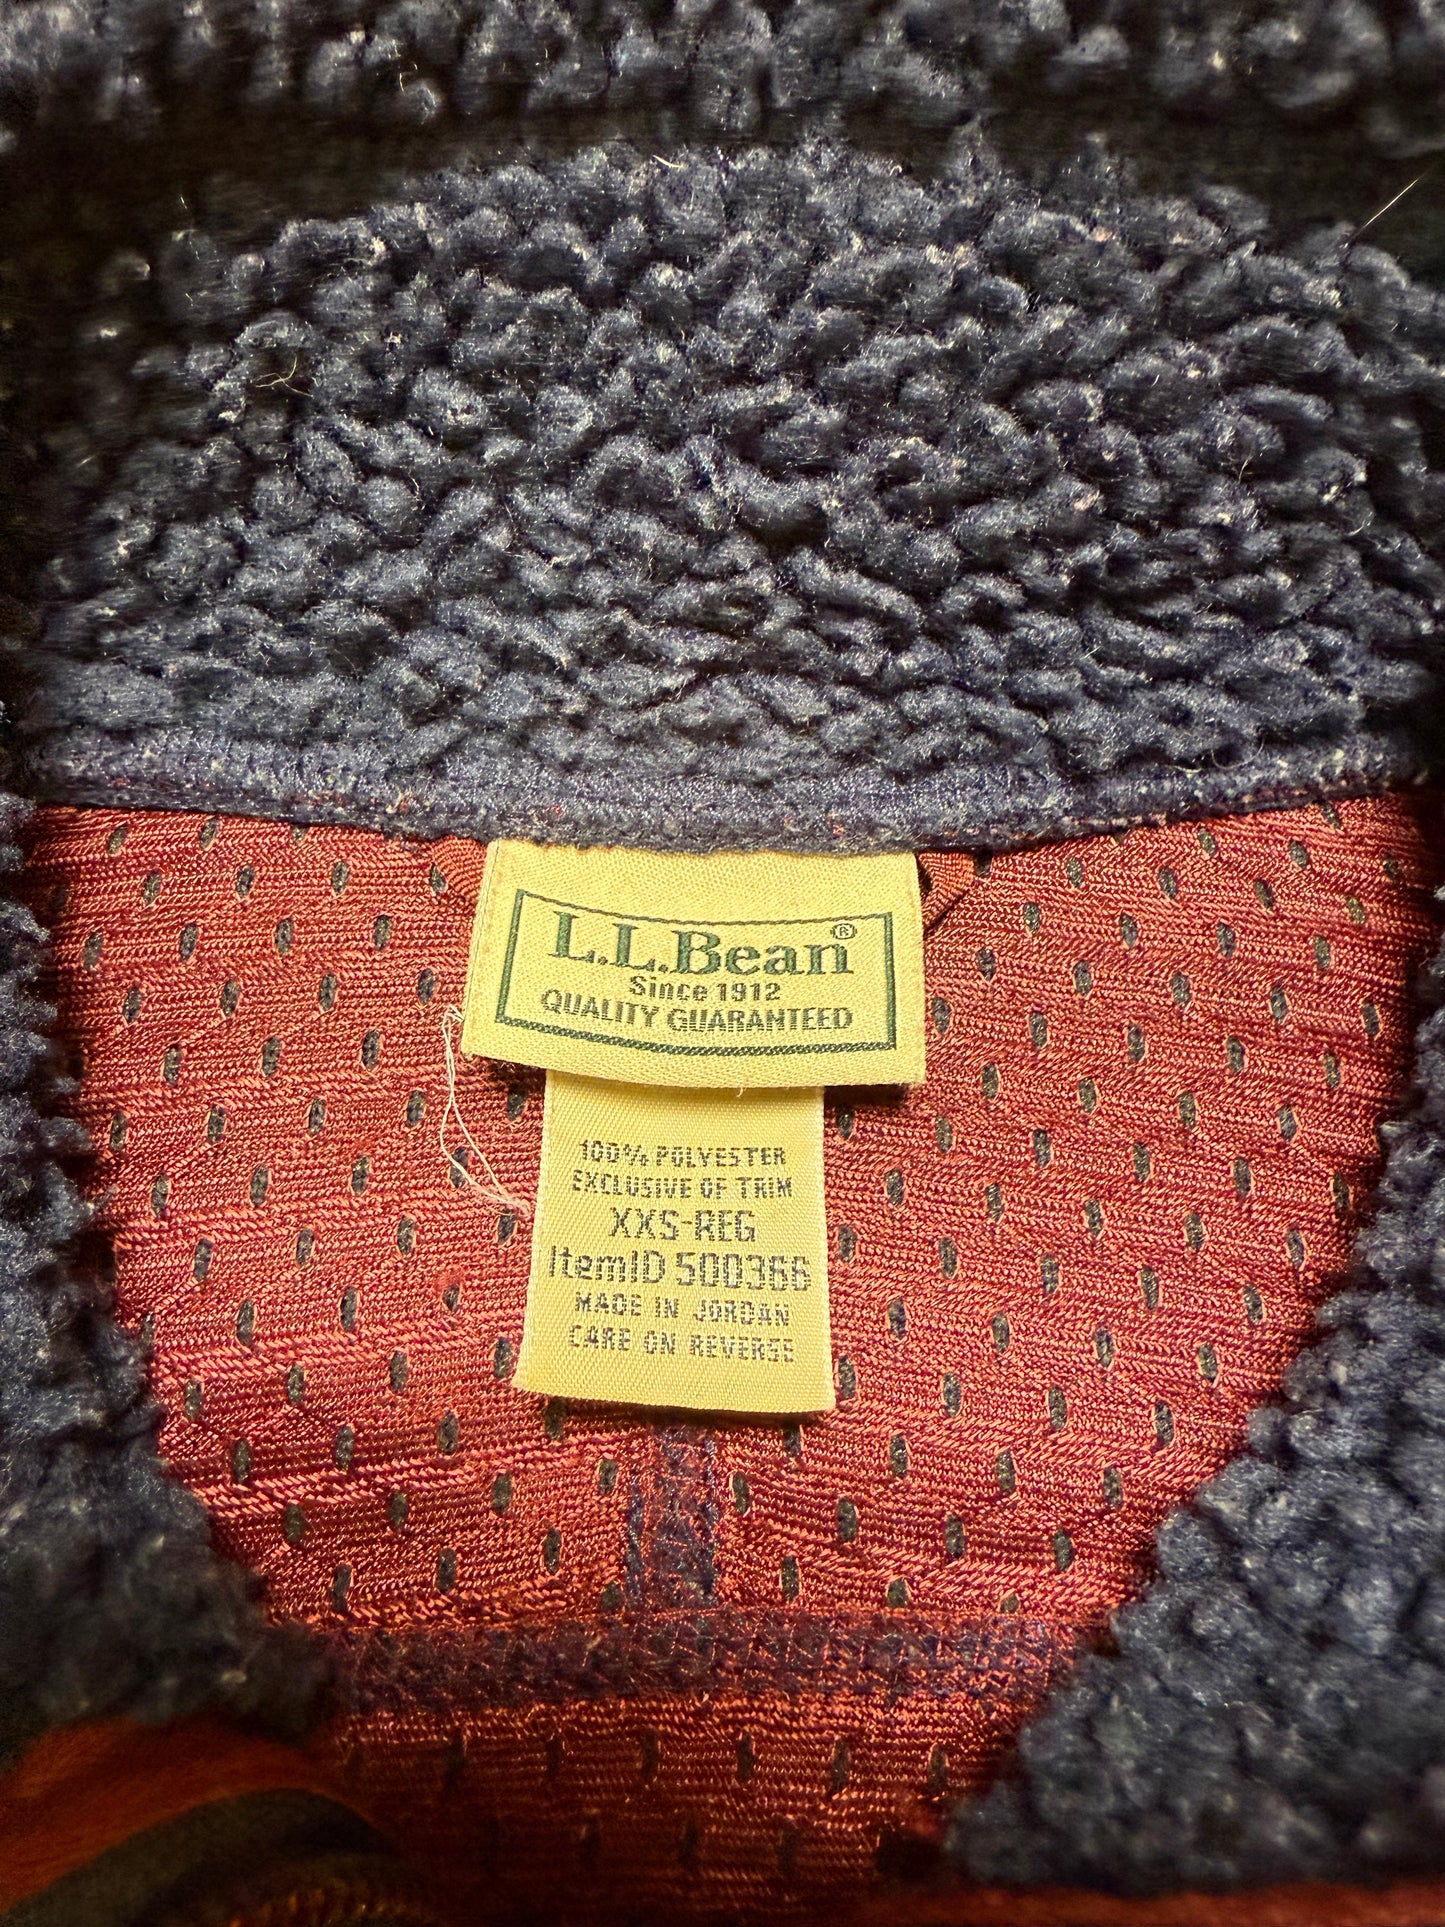 L.L.Bean®
Since 1912
QUALITY GUARANTEED
100% POLYESTER
EXCLUSIVE OF TRIM
XXS-REG
ItemID 500366
MADE IN JORDAN
CARE ON REVERSE